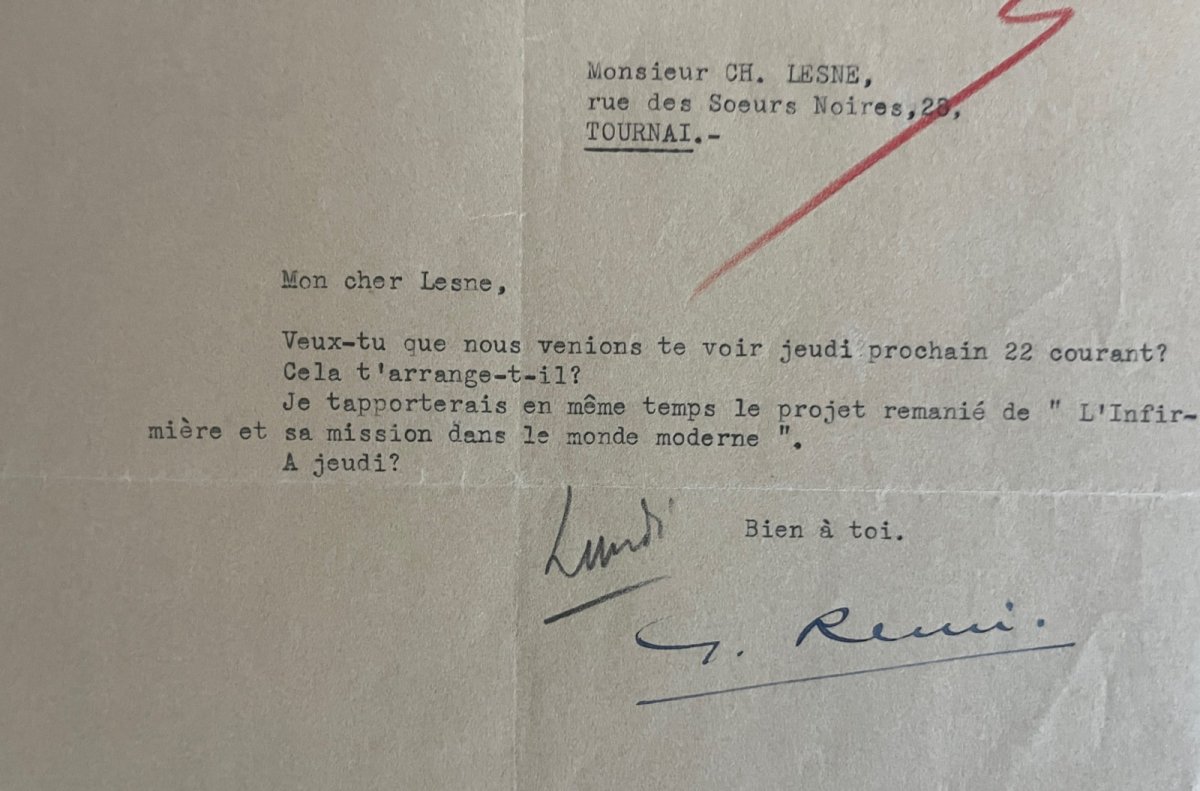 Monsieur CH. LESNE,
rue des Soeurs Noires,28,
TOURNAI.-
Mon cher Lesne,
Veux-tu que nous venions te voir jeudi prochain 22 courant?
Cela t'arrange-t-il?
Je tapporterais en même temps le projet remanié de " L'Infir-
mière et sa mission dans le monde moderne ".
A jeudi?
Lundi
Bien à toi.
G. Remi.